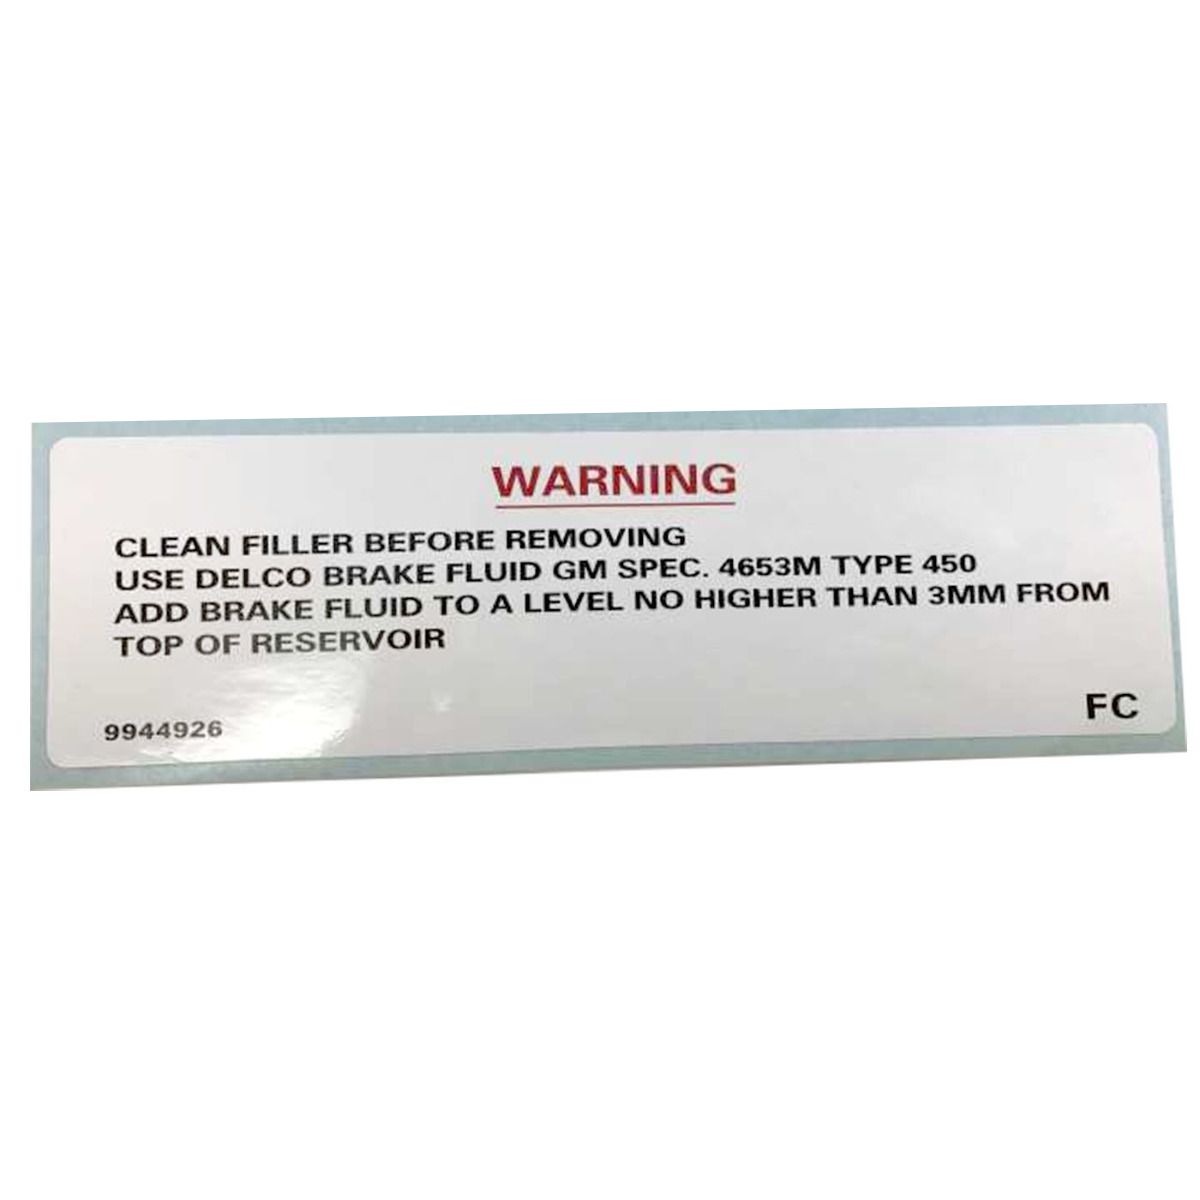 WARNING
CLEAN FILLER BEFORE REMOVING
USE DELCO BRAKE FLUID GM SPEC. 4653M TYPE 450
ADD BRAKE FLUID TO A LEVEL NO HIGHER THAN 3MM FROM
TOP OF RESERVOIR
9944926
FC